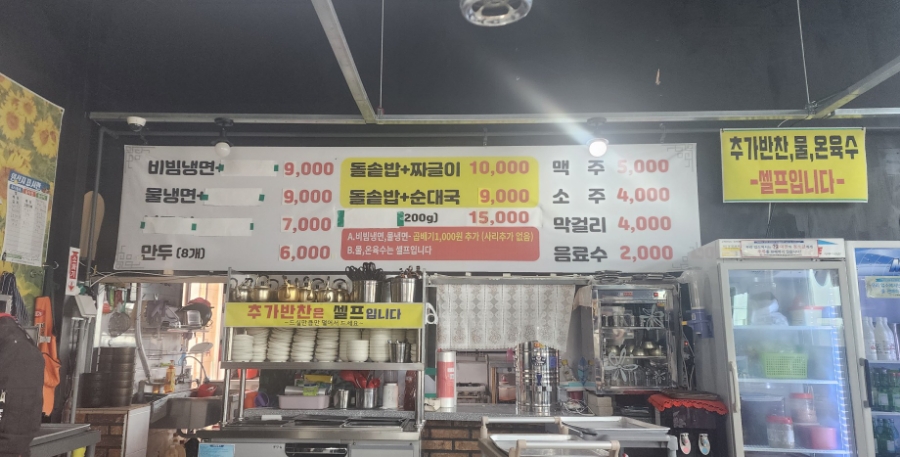 비빔냉면+ 9,000
물냉면+ 9,000
7,000
만두 (8개) 6,000
돌솥밥+짜글이 10,000
돌솥밥+순대국 9,000
200g) 15,000
A.비빔냉면,물냉면- 곱빼기1,000원 추가 (사리추가 없음)
B.물,온육수는 셀프입니다
맥 주 5,000
소 주 4,000
막걸리 4,000
음료수 2,000
추가반찬,물,온육수
-셀프입니다-
추가반찬은 셀프입니다